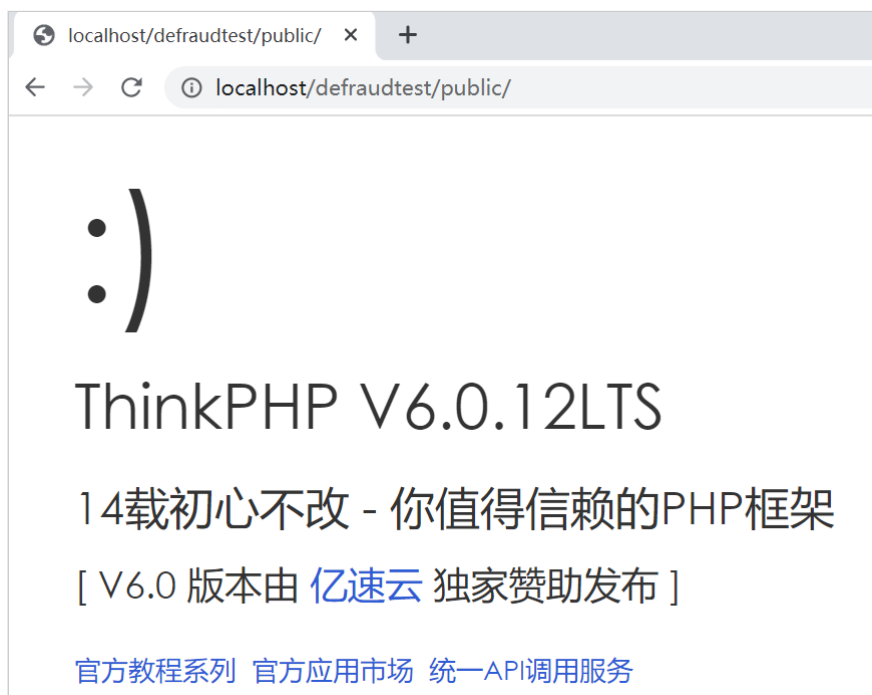 localhost/defraudtest/public/
localhost/defraudtest/public/
:)
ThinkPHP V6.0.12LTS
14载初心不改 - 你值得信赖的PHP框架
[ V6.0 版本由 亿速云 独家赞助发布 ]
官方教程系列 官方应用市场 统一API调用服务